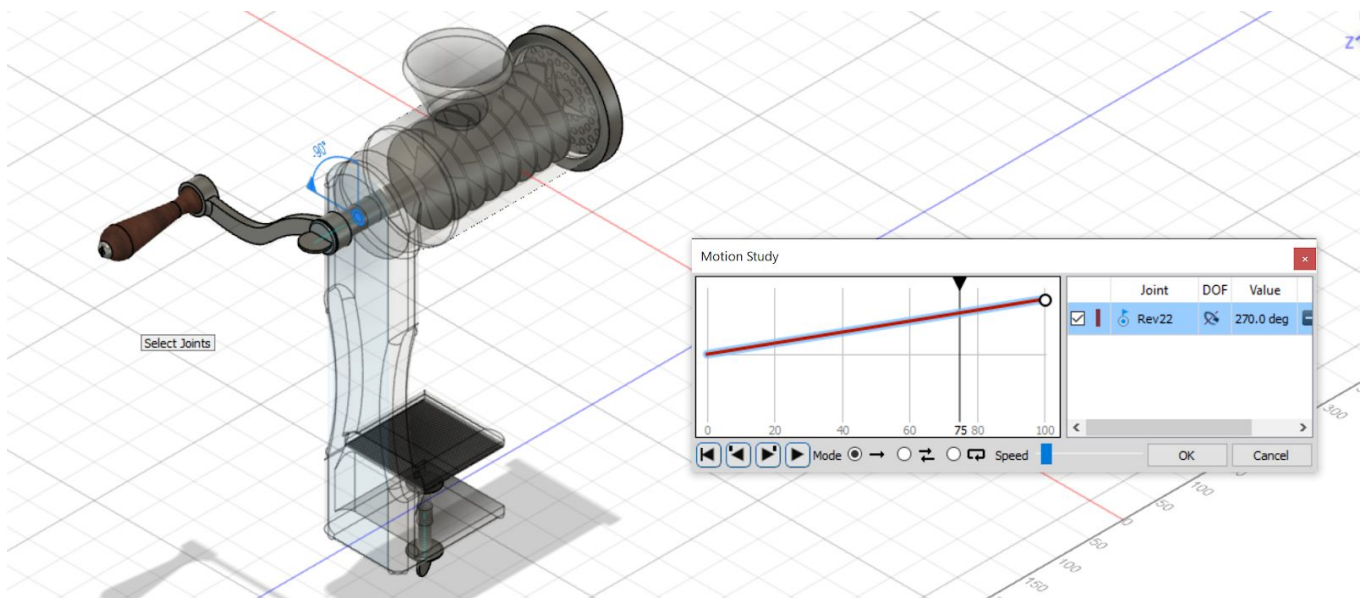 Z
-90°
Select Joints
Motion Study
Joint DOF Value
Rev22 270.0 deg
0 20 40 60 75 80 100
Mode Speed
OK Cancel
300
100
50
0
50
100
150